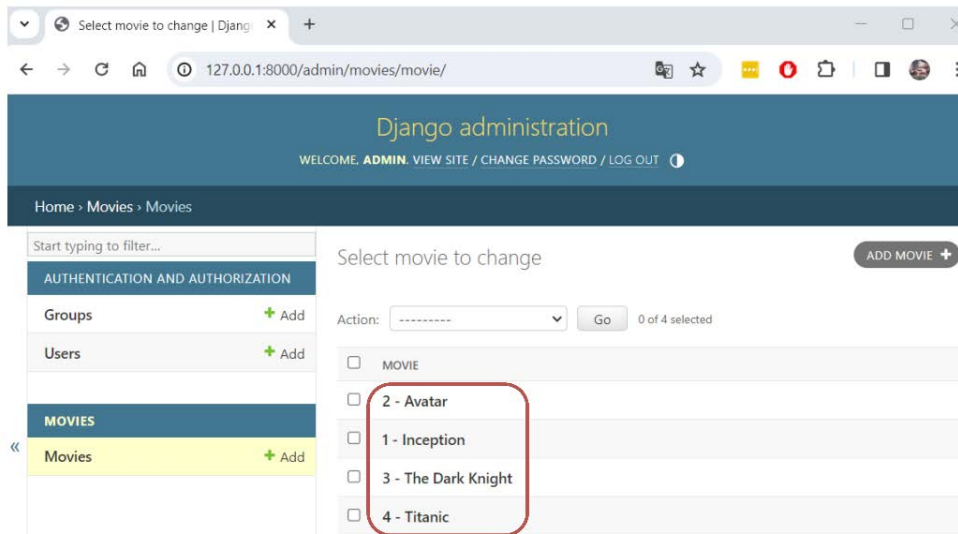 Select movie to change | Djang
127.0.0.1:8000/admin/movies/movie/
Django administration
WELCOME, ADMIN. VIEW SITE / CHANGE PASSWORD / LOG OUT
Home › Movies › Movies
Start typing to filter...
AUTHENTICATION AND AUTHORIZATION
Groups + Add
Users + Add
MOVIES
Movies + Add
«
Select movie to change
ADD MOVIE +
Action: --------- Go 0 of 4 selected
MOVIE
2 - Avatar
1 - Inception
3 - The Dark Knight
4 - Titanic